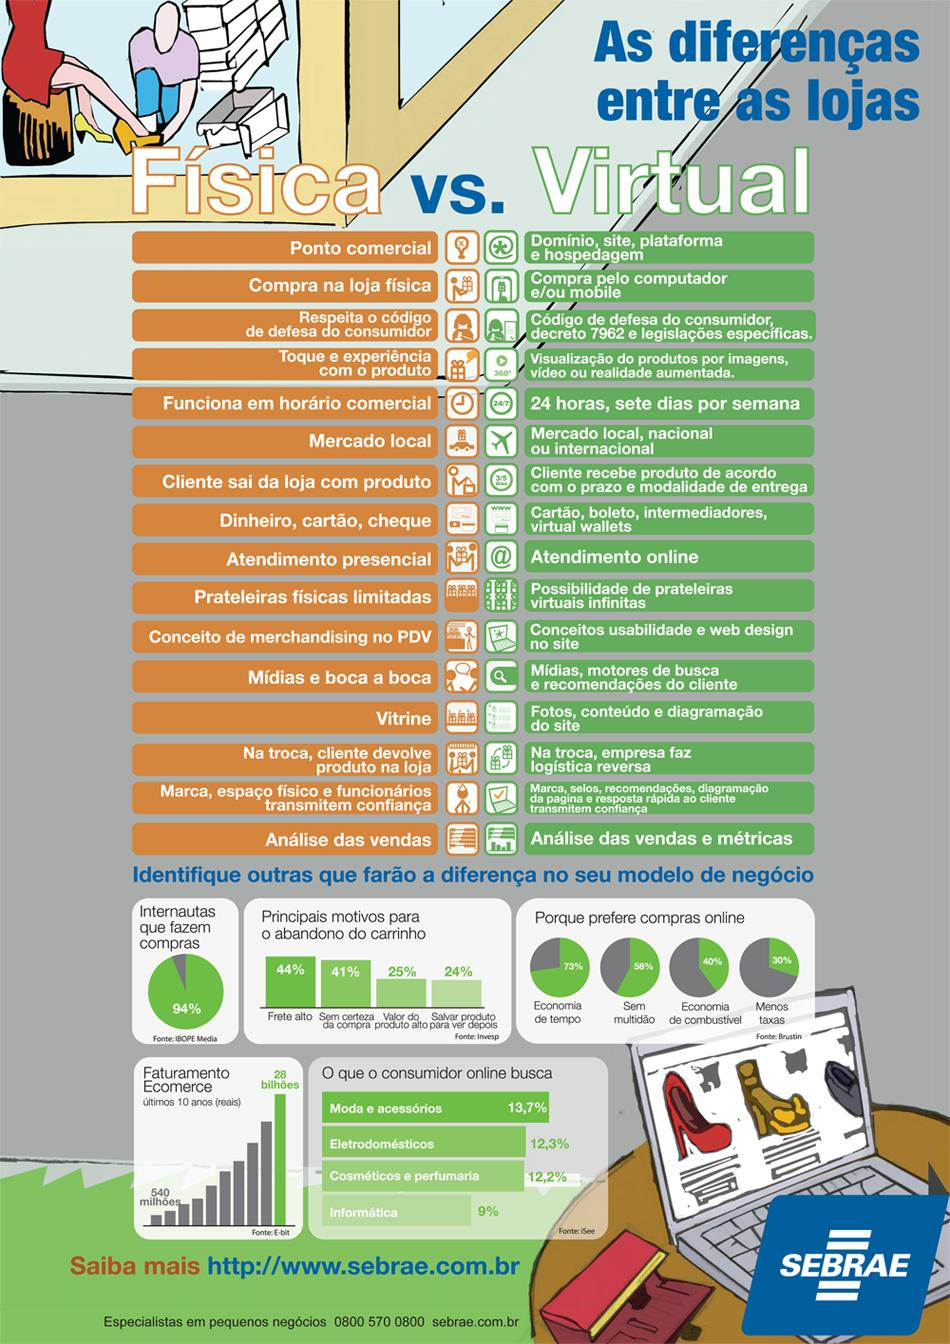 As diferenças
entre as lojas
Física vs. Virtual
Ponto comercial
Domínio, site, plataforma
e hospedagem
Compra na loja física
Compra pelo computador
e/ou mobile
Respeita o código
de defesa do consumidor
Código de defesa do consumidor,
decreto 7962 e legislações específicas.
Toque e experiência
com o produto
360°
Visualização do produtos por imagens,
vídeo ou realidade aumentada.
Funciona em horário comercial
24/7
24 horas, sete dias por semana
Mercado local
Mercado local, nacional
ou internacional
Cliente sai da loja com produto
3/5
dias
Cliente recebe produto de acordo
com o prazo e modalidade de entrega
Dinheiro, cartão, cheque
www
Cartão, boleto, intermediadores,
virtual wallets
Atendimento presencial
@
Atendimento online
Prateleiras físicas limitadas
Possibilidade de prateleiras
virtuais infinitas
Conceito de merchandising no PDV
Conceitos usabilidade e web design
no site
Mídias e boca a boca
Mídias, motores de busca
e recomendações do cliente
Vitrine
Fotos, conteúdo e diagramação
do site
Na troca, cliente devolve
produto na loja
Na troca, empresa faz
logística reversa
Marca, espaço físico e funcionários
transmitem confiança
Marca, selos, recomendações, diagramação
da pagina e resposta rápida ao cliente
transmitem confiança
Análise das vendas
Análise das vendas e métricas
Identifique outras que farão a diferença no seu modelo de negócio
Internautas
que fazem
compras
94%
Fonte: IBOPE Media
Principais motivos para
o abandono do carrinho
44%
41%
25%
24%
Frete alto
Sem certeza
da compra
Valor do
produto alto
Salvar produto
para ver depois
Fonte: Invesp
Porque prefere compras online
73%
58%
40%
30%
Economia
de tempo
Sem
multidão
Economia
de combustível
Menos
taxas
Fonte: Brustin
Faturamento
Ecomerce
últimos 10 anos (reais)
28
bilhões
540
milhões
Fonte: E-bit
O que o consumidor online busca
Moda e acessórios 13,7%
Eletrodomésticos 12,3%
Cosméticos e perfumaria 12,2%
Informática 9%
Fonte: iSee
Saiba mais http://www.sebrae.com.br
SEBRAE
Especialistas em pequenos negócios 0800 570 0800 sebrae.com.br